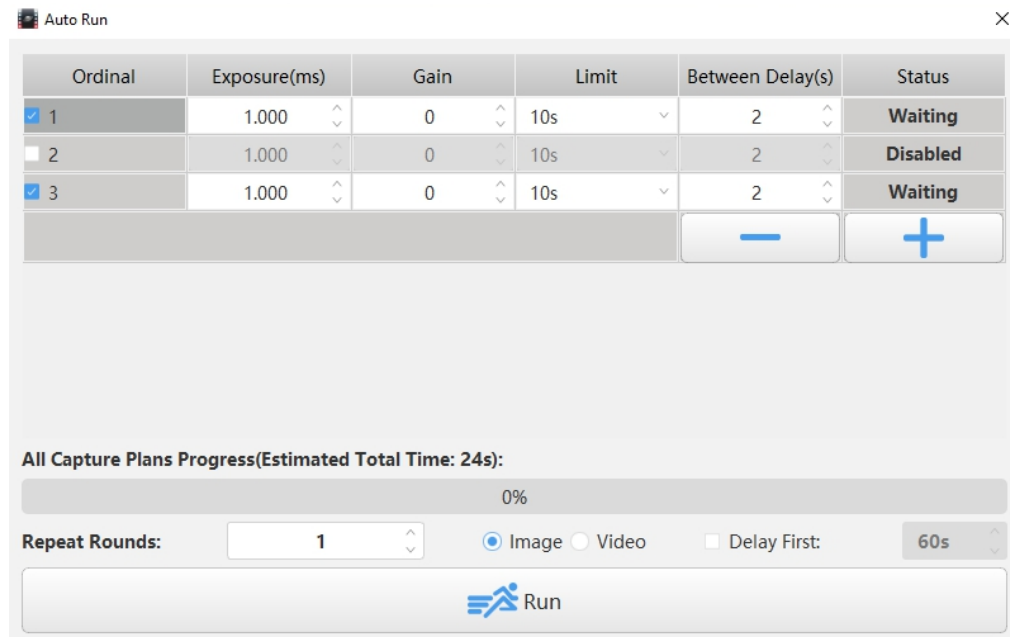 Auto Run
Ordinal Exposure(ms) Gain Limit Between Delay(s) Status
1 1.000 0 10s 2 Waiting
2 1.000 0 10s 2 Disabled
3 1.000 0 10s 2 Waiting
All Capture Plans Progress(Estimated Total Time: 24s):
0%
Repeat Rounds: 1 Image Video Delay First: 60s
Run